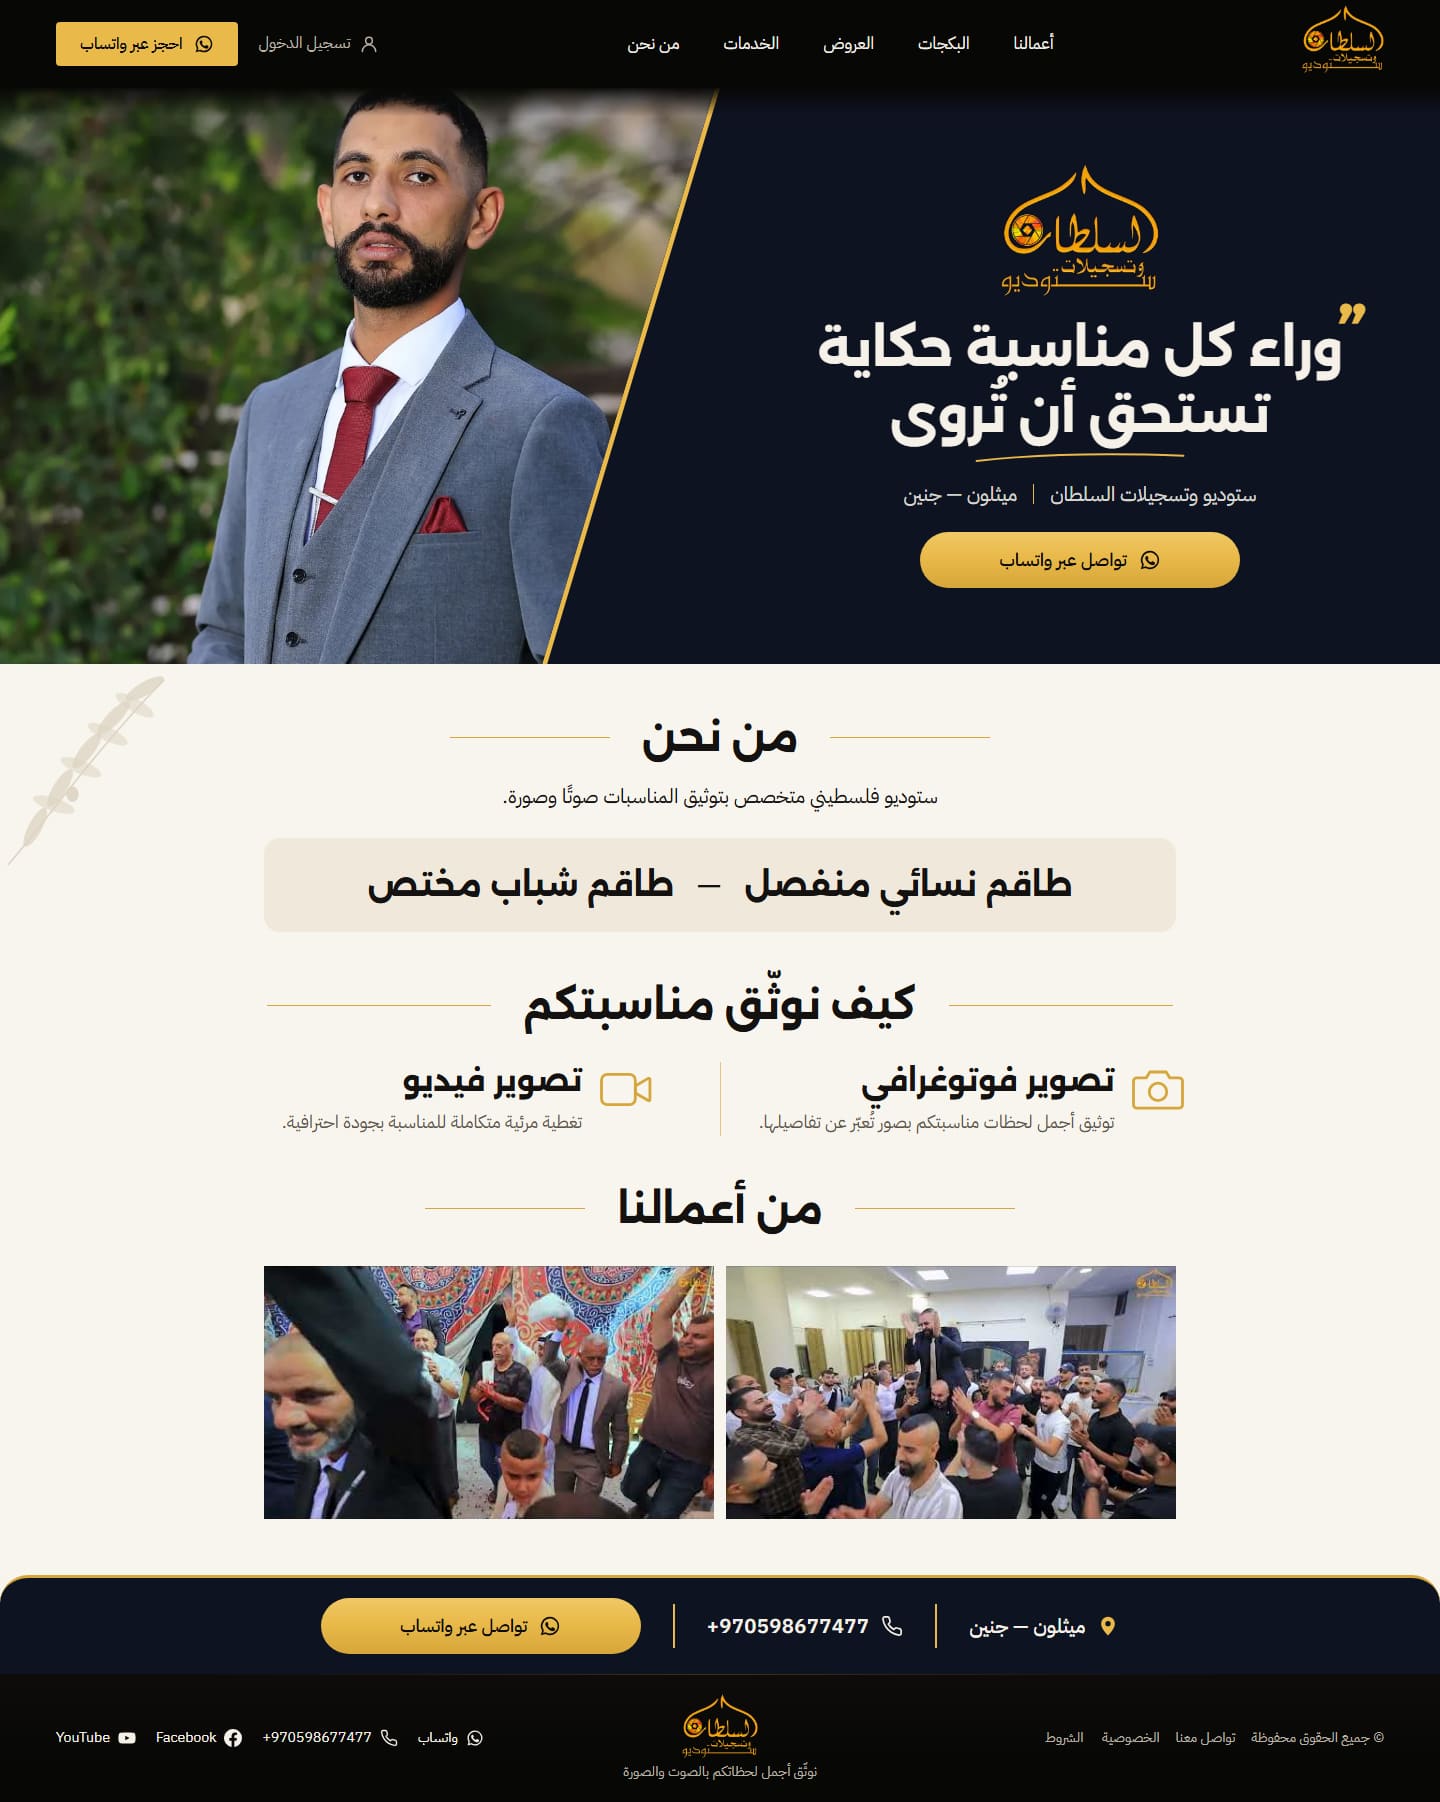 السلطان
وتسجيلات
ستوديو
أعمالنا
البكجات
العروض
الخدمات
من نحن
تسجيل الدخول
احجز عبر واتساب
السلطان
وتسجيلات
ستوديو
”وراء كل مناسبة حكاية
تستحق أن تُروى
ستوديو وتسجيلات السلطان | ميثلون — جنين
تواصل عبر واتساب
من نحن
ستوديو فلسطيني متخصص بتوثيق المناسبات صوتًا وصورة.
طاقم نسائي منفصل — طاقم شباب مختص
كيف نوثّق مناسبتكم
تصوير فوتوغرافي
توثيق أجمل لحظات مناسبتكم بصور تُعبّر عن تفاصيلها.
تصوير فيديو
تغطية مرئية متكاملة للمناسبة بجودة احترافية.
من أعمالنا
ميثلون — جنين
+970598677477
تواصل عبر واتساب
© جميع الحقوق محفوظة
تواصل معنا
الخصوصية
الشروط
السلطان
وتسجيلات
ستوديو
نوثّق أجمل لحظاتكم بالصوت والصورة
واتساب
+970598677477
Facebook
YouTube